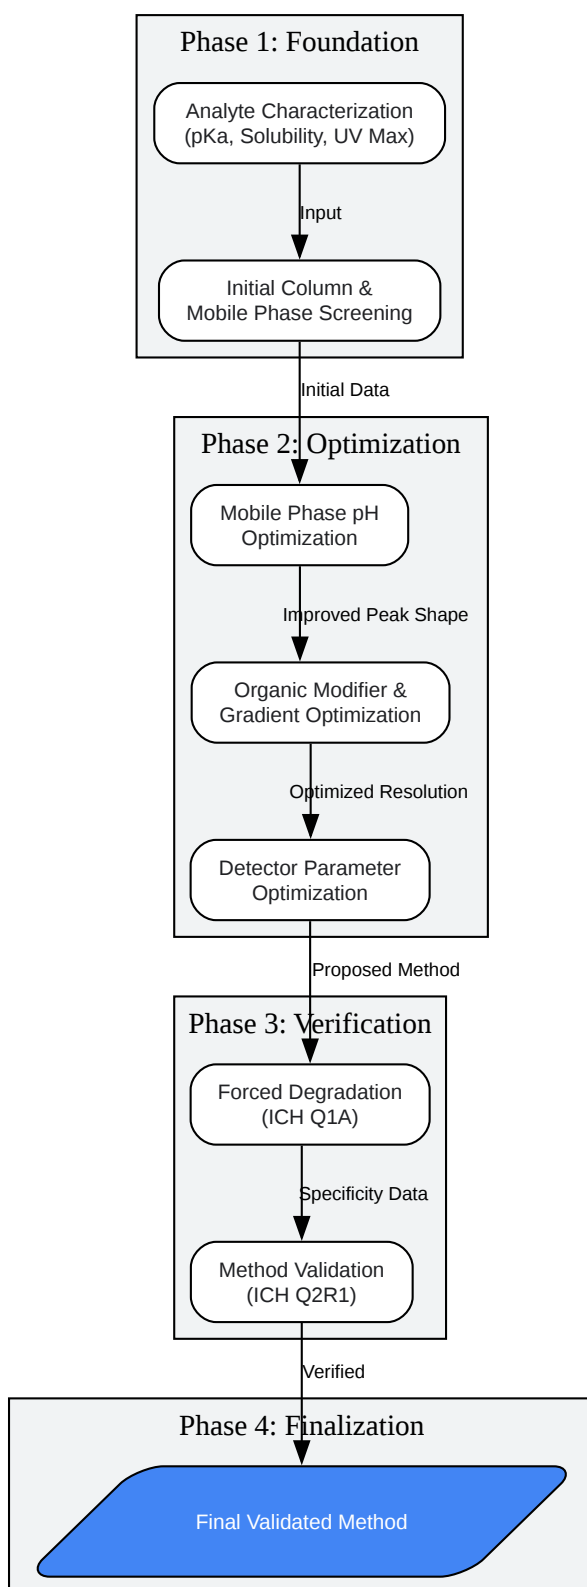 Phase 1: Foundation
Analyte Characterization
(pKa, Solubility, UV Max)
Input
Initial Column &
Mobile Phase Screening
Initial Data
Phase 2: Optimization
Mobile Phase pH
Optimization
Improved Peak Shape
Organic Modifier &
Gradient Optimization
Optimized Resolution
Detector Parameter
Optimization
Proposed Method
Phase 3: Verification
Forced Degradation
(ICH Q1A)
Specificity Data
Method Validation
(ICH Q2R1)
Verified
Phase 4: Finalization
Final Validated Method